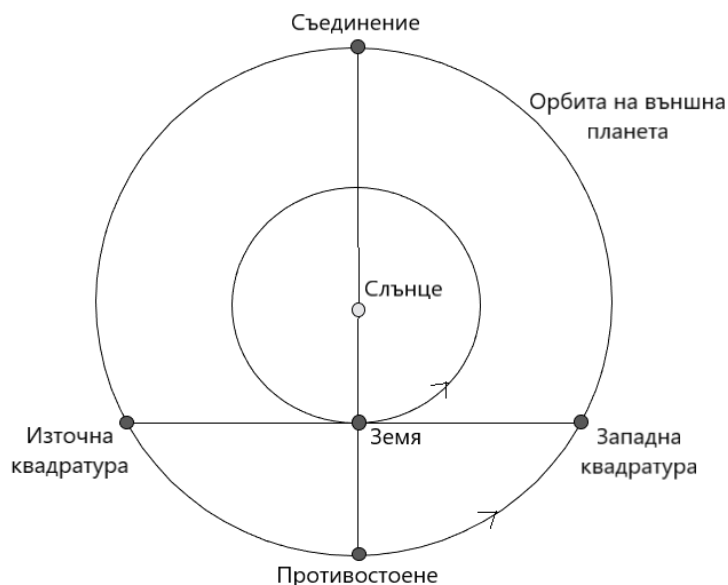 Съединение
Орбита на външна
планета
Слънце
Източна
квадратура
Земя
Западна
квадратура
Противостоене